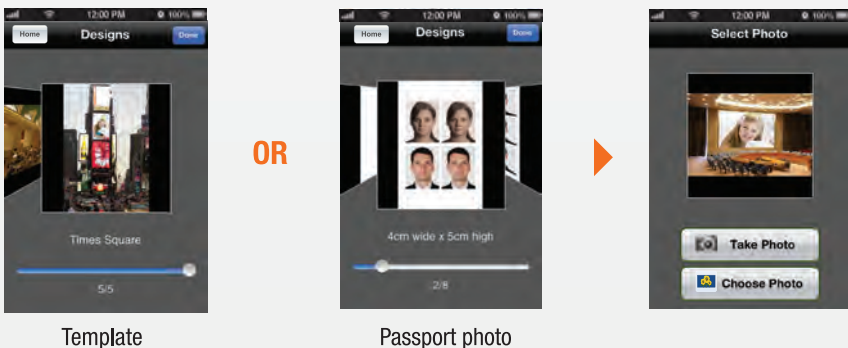 12:00 PM 100%
Home Designs Done
Times Square
5/5
Template
OR
12:00 PM 100%
Home Designs Done
4cm wide x 5cm high
2/8
Passport photo
12:00 PM 100%
Select Photo
Take Photo
Choose Photo